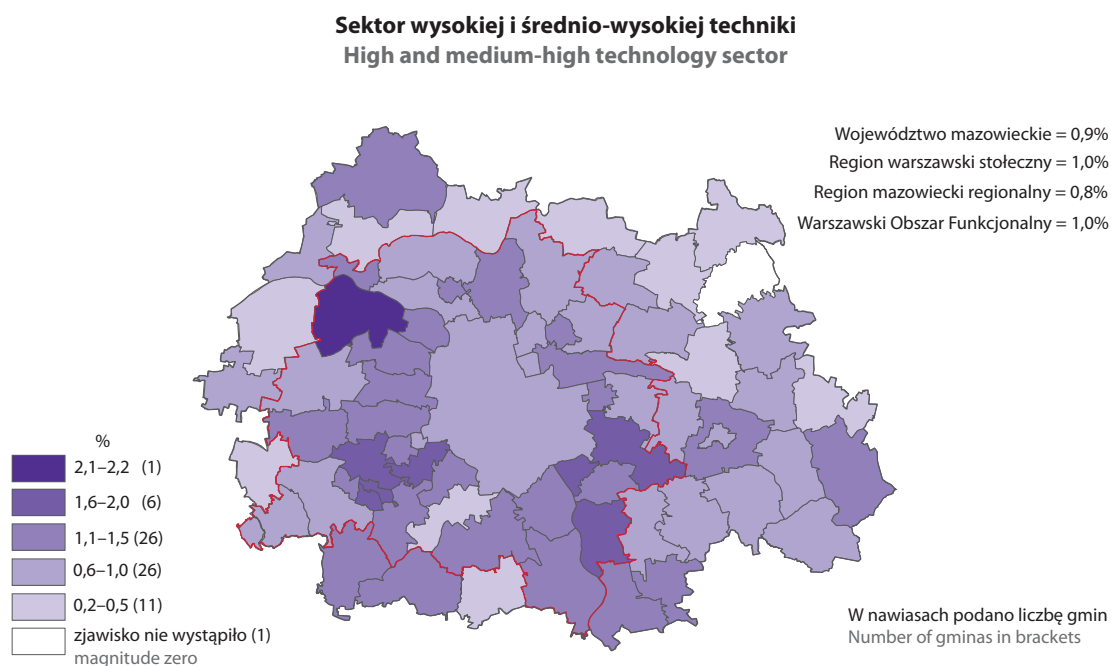 Sektor wysokiej i średnio-wysokiej techniki
High and medium-high technology sector
Województwo mazowieckie = 0,9%
Region warszawski stołeczny = 1,0%
Region mazowiecki regionalny = 0,8%
Warszawski Obszar Funkcjonalny = 1,0%
%
2,1–2,2 (1)
1,6–2,0 (6)
1,1–1,5 (26)
0,6–1,0 (26)
0,2–0,5 (11)
zjawisko nie wystąpiło (1)
magnitude zero
W nawiasach podano liczbę gmin
Number of gminas in brackets